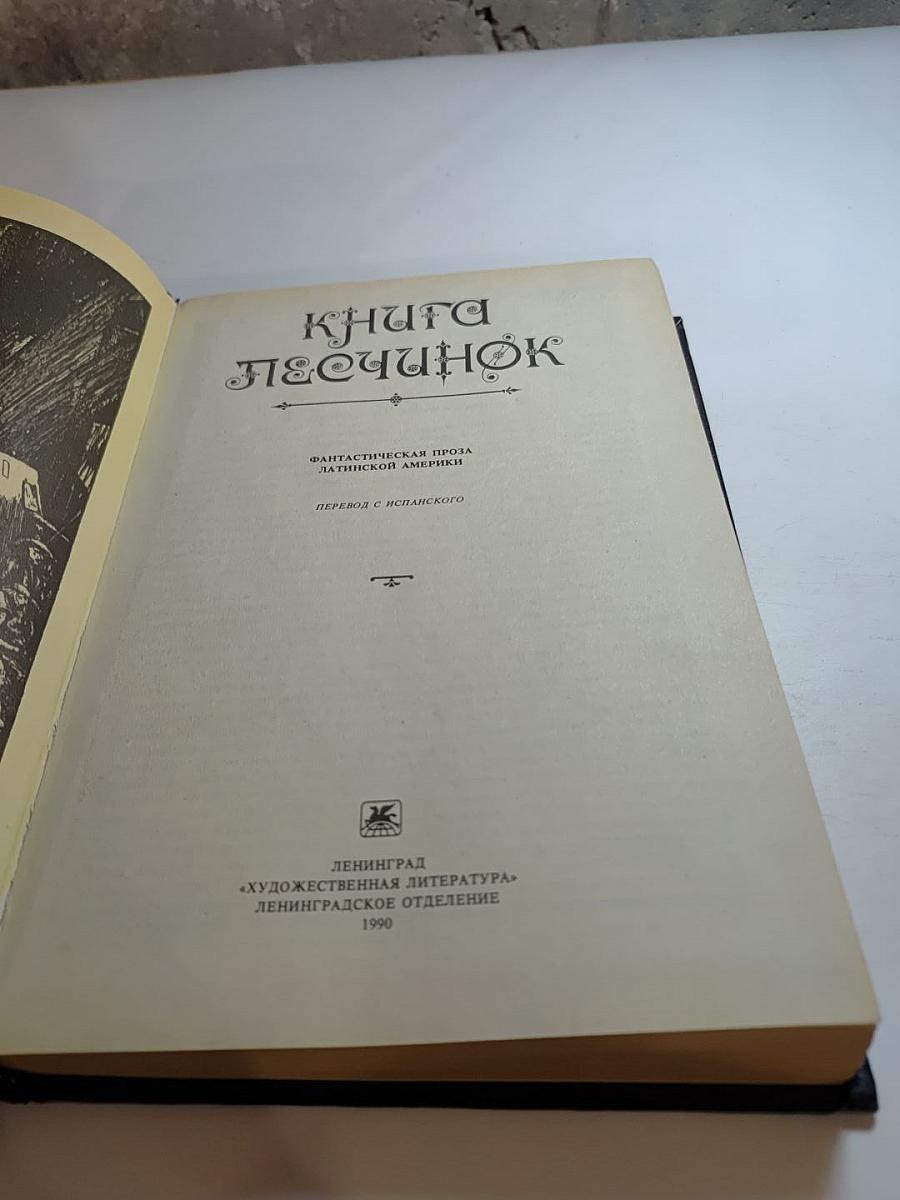 КНИГА
ПЕСЧИНОК
ФАНТАСТИЧЕСКАЯ ПРОЗА
ЛАТИНСКОЙ АМЕРИКИ
ПЕРЕВОД С ИСПАНСКОГО
ЛЕНИНГРАД
«ХУДОЖЕСТВЕННАЯ ЛИТЕРАТУРА»
ЛЕНИНГРАДСКОЕ ОТДЕЛЕНИЕ
1990